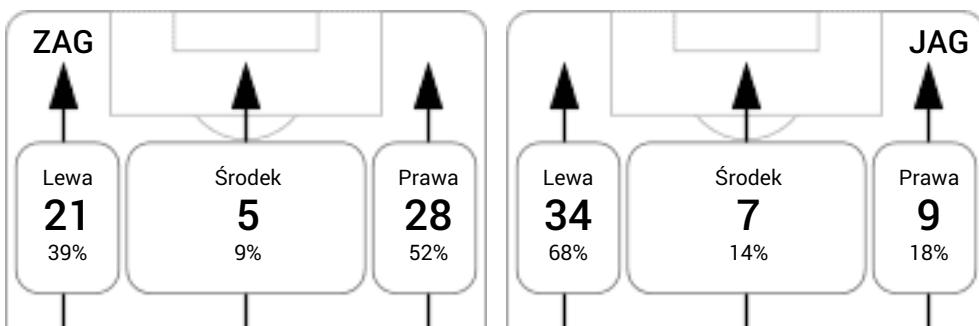 ZAG
Lewa
21
39%
Środek
5
9%
Prawa
28
52%
JAG
Lewa
34
68%
Środek
7
14%
Prawa
9
18%